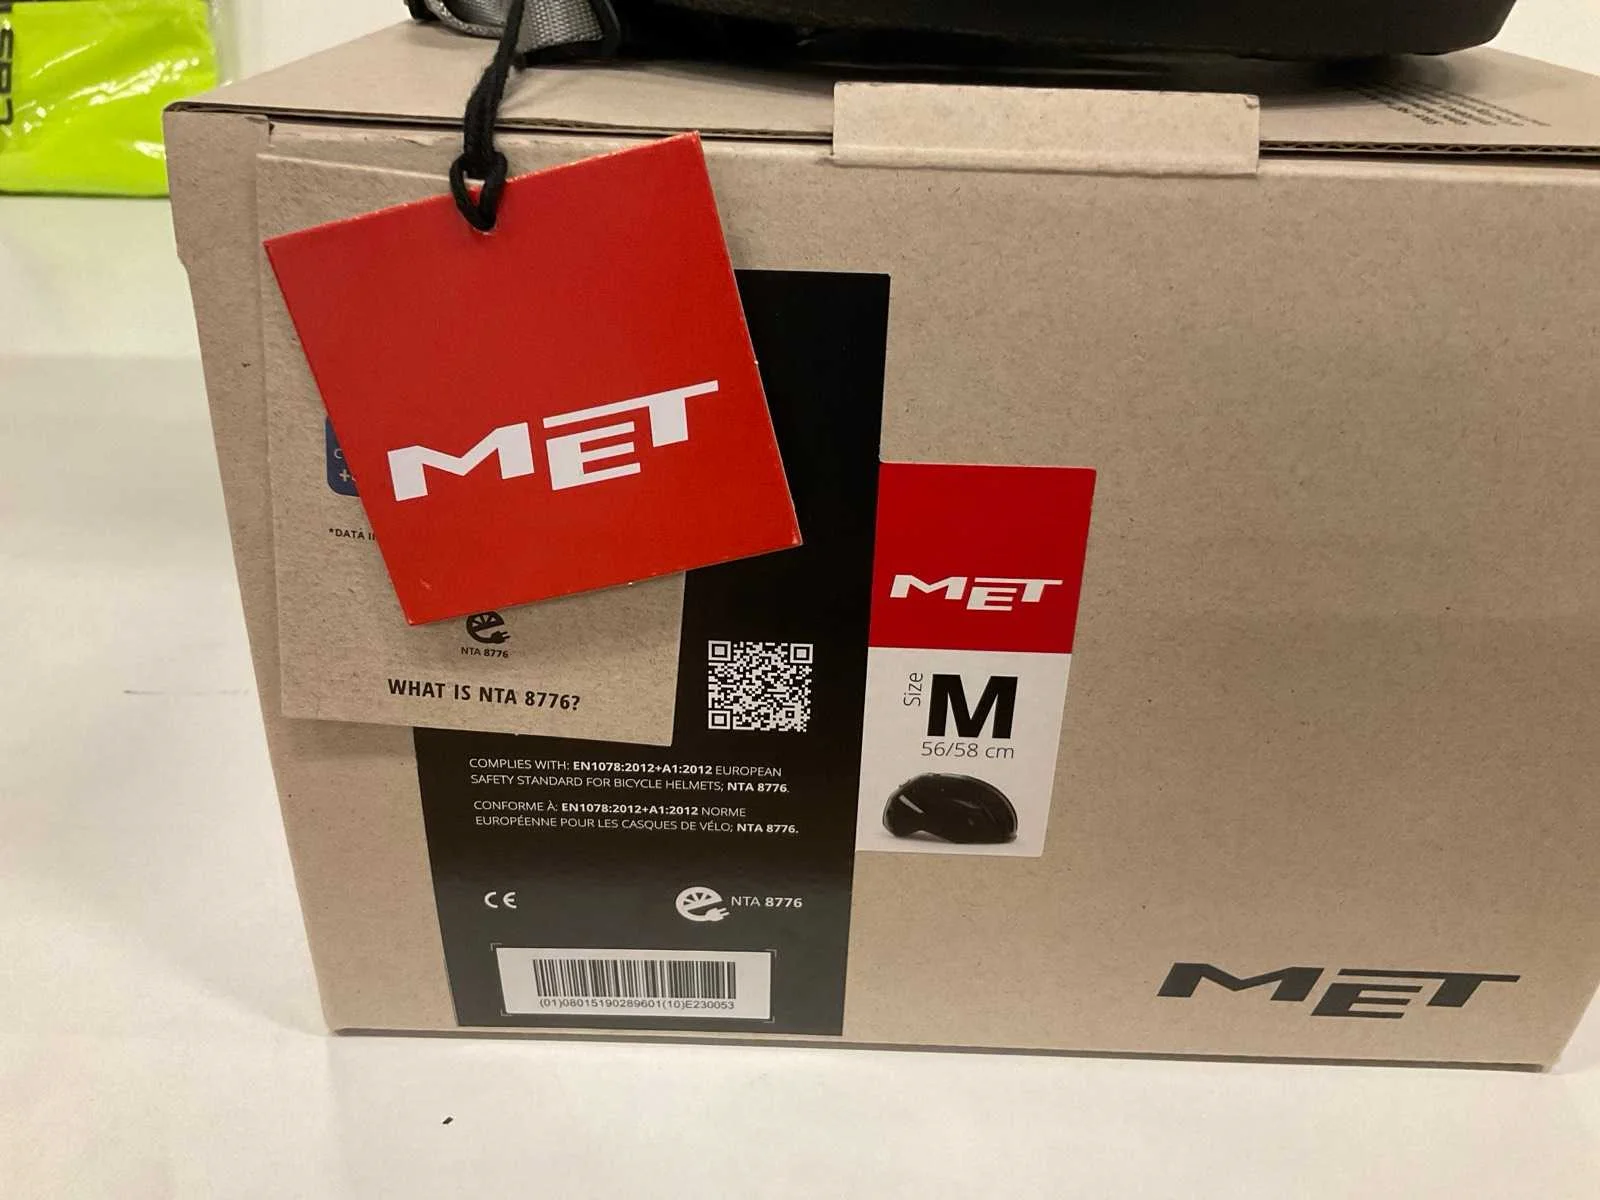 MET
*DATA
NTA 8776
WHAT IS NTA 8776?
COMPLIES WITH: EN1078:2012+A1:2012 EUROPEAN
SAFETY STANDARD FOR BICYCLE HELMETS; NTA 8776.
CONFORME À: EN1078:2012+A1:2012 NORME
EUROPÉENNE POUR LES CASQUES DE VÉLO; NTA 8776.
CE
NTA 8776
(01)08015190289601(10)E230053
MET
Size
M
56/58 cm
MET